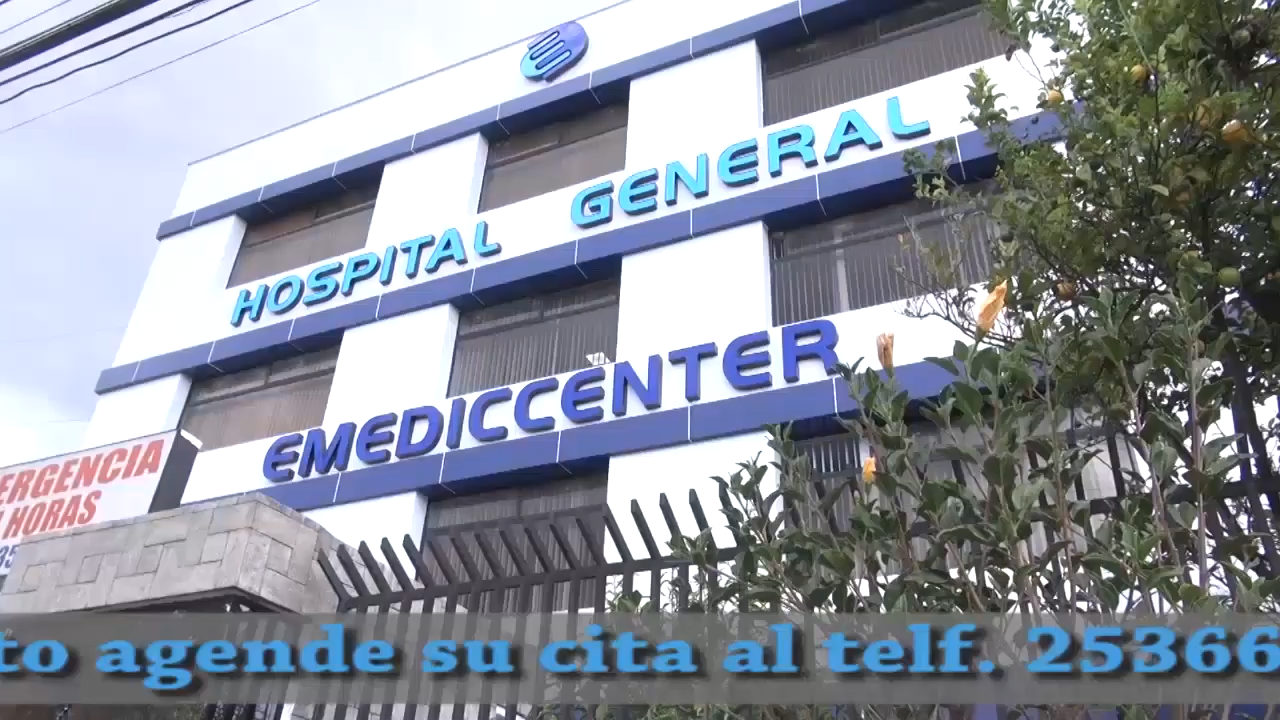 HOSPITAL GENERAL
EMEDICCENTER
ERGENCIA
HORAS
to agende su cita al telf. 25366